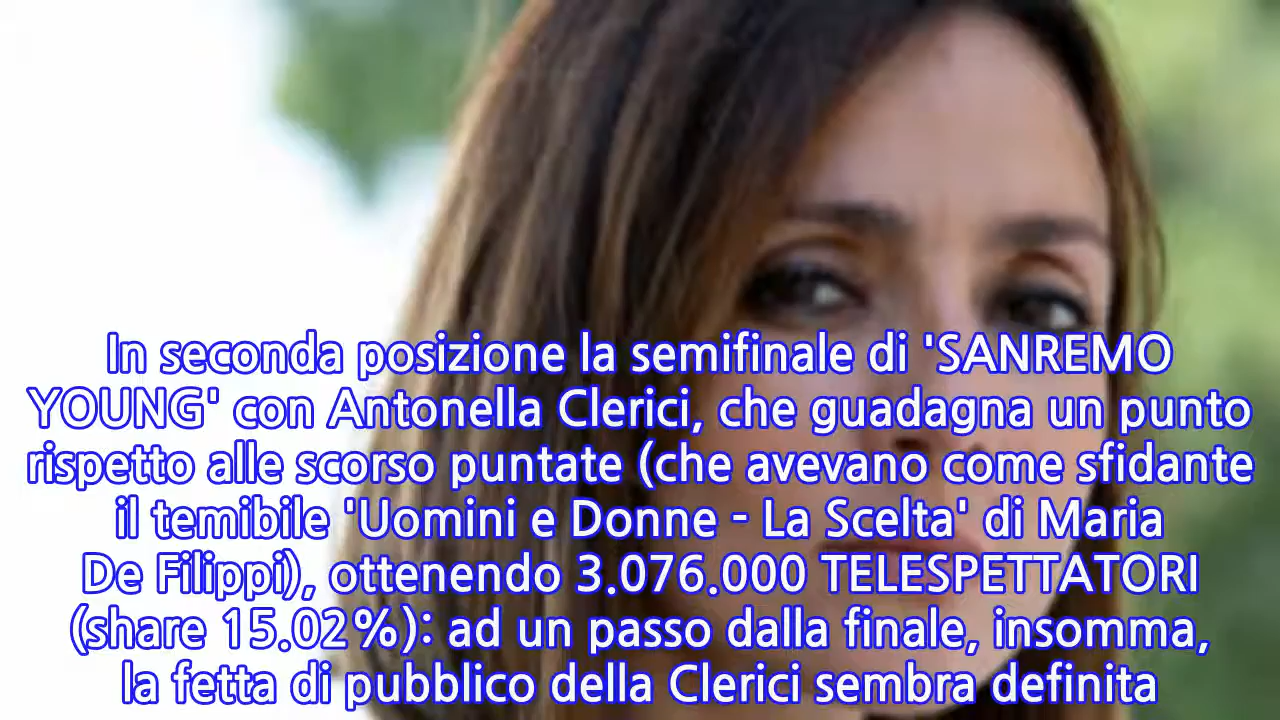 In seconda posizione la semifinale di 'SANREMO
YOUNG' con Antonella Clerici, che guadagna un punto
rispetto alle scorso puntate (che avevano come sfidante
il temibile 'Uomini e Donne - La Scelta' di Maria
De Filippi), ottenendo 3.076.000 TELESPETTATORI
(share 15.02%): ad un passo dalla finale, insomma,
la fetta di pubblico della Clerici sembra definita